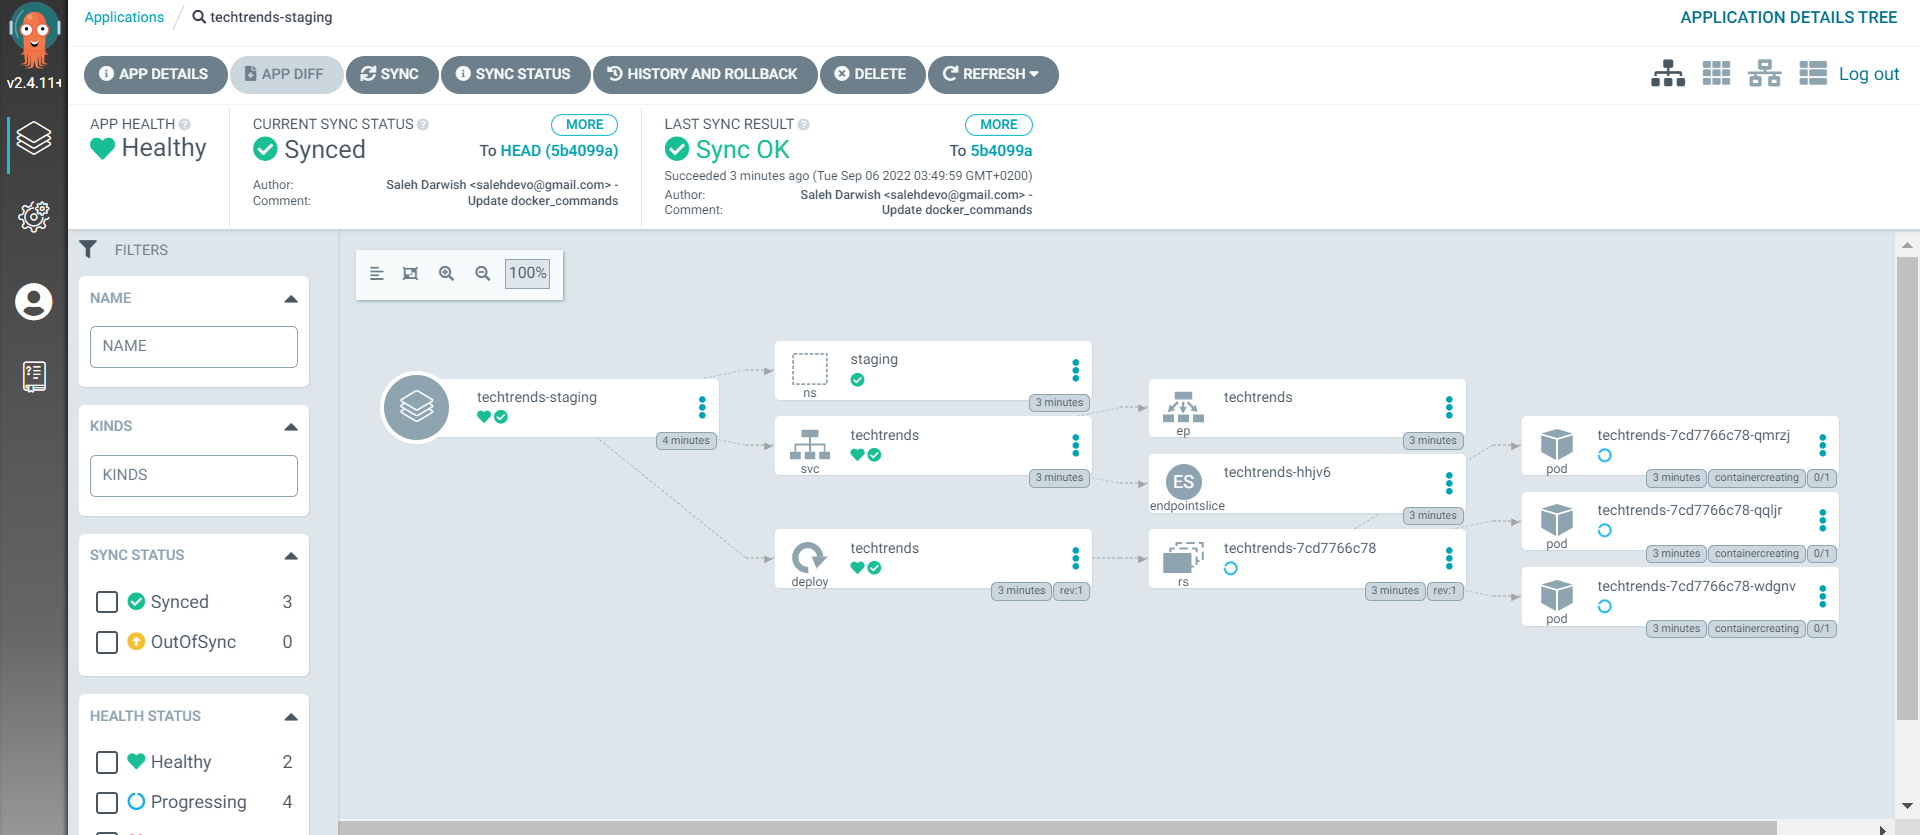 v2.4.11+
Applications
techtrends-staging
APPLICATION DETAILS TREE
APP DETAILS
APP DIFF
SYNC
SYNC STATUS
HISTORY AND ROLLBACK
DELETE
REFRESH
Log out
APP HEALTH
Healthy
CURRENT SYNC STATUS
MORE
Synced
To HEAD (5b4099a)
Author: Saleh Darwish <salehdevo@gmail.com> -
Comment: Update docker_commands
LAST SYNC RESULT
MORE
Sync OK
To 5b4099a
Succeeded 3 minutes ago (Tue Sep 06 2022 03:49:59 GMT+0200)
Author: Saleh Darwish <salehdevo@gmail.com> -
Comment: Update docker_commands
FILTERS
NAME
NAME
KINDS
KINDS
SYNC STATUS
Synced 3
OutOfSync 0
HEALTH STATUS
Healthy 2
Progressing 4
100%
techtrends-staging
4 minutes
staging
ns
3 minutes
techtrends
svc
3 minutes
techtrends
deploy
3 minutes rev:1
techtrends
ep
3 minutes
ES
techtrends-hhjv6
endpointslice
3 minutes
techtrends-7cd7766c78
rs
3 minutes rev:1
techtrends-7cd7766c78-qmrzj
pod
3 minutes containercreating 0/1
techtrends-7cd7766c78-qqljr
pod
3 minutes containercreating 0/1
techtrends-7cd7766c78-wdgnv
pod
3 minutes containercreating 0/1